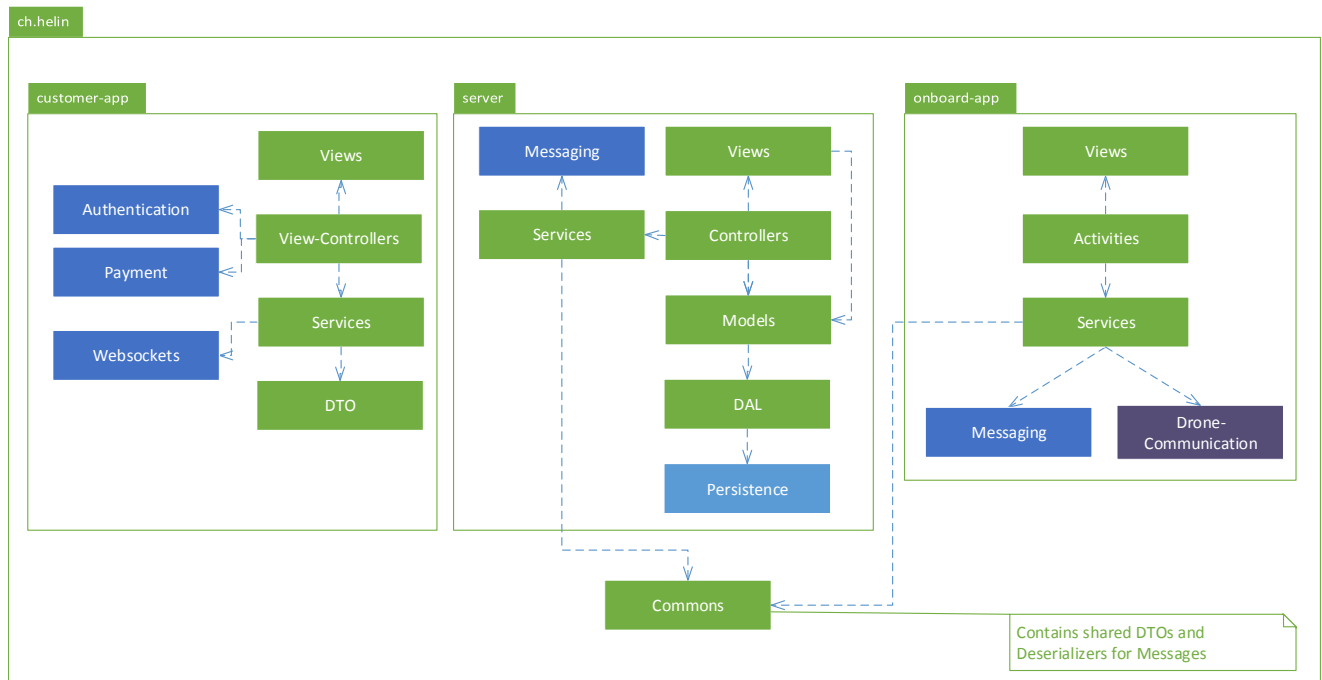 ch.helin
customer-app
Views
Authentication
View-Controllers
Payment
Services
Websockets
DTO
server
Messaging
Views
Services
Controllers
Models
DAL
Persistence
onboard-app
Views
Activities
Services
Messaging
Drone-
Communication
Commons
Contains shared DTOs and
Deserializers for Messages